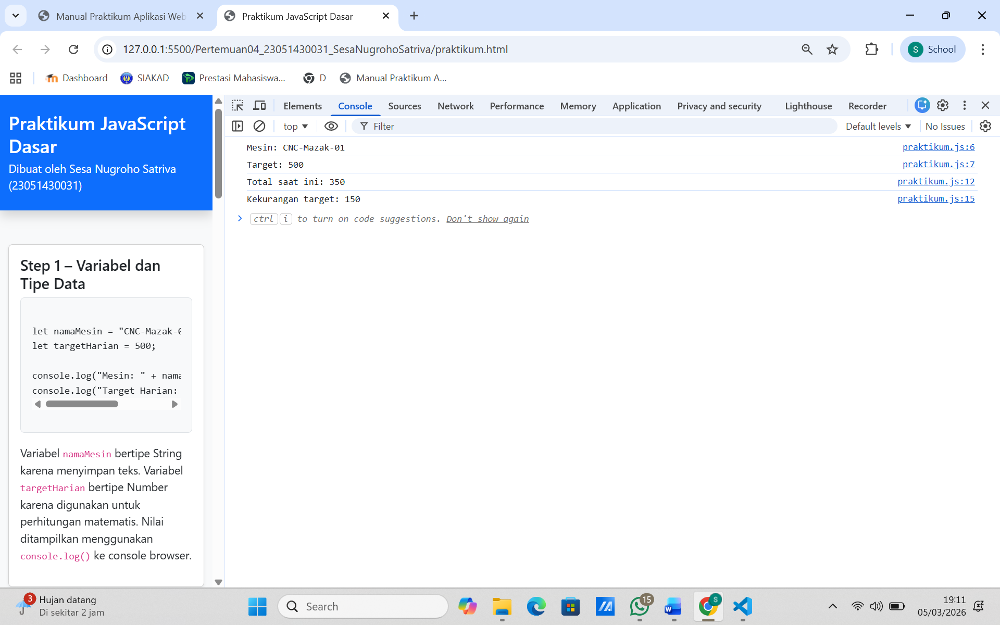 Manual Praktikum Aplikasi Web
Praktikum JavaScript Dasar
127.0.0.1:5500/Pertemuan04_23051430031_SesaNugrohoSatriva/praktikum.html
S School
Dashboard
SIAKAD
Prestasi Mahasiswa...
D
Manual Praktikum A...
Praktikum JavaScript
Dasar
Dibuat oleh Sesa Nugroho Satriva
(23051430031)
Step 1 – Variabel dan
Tipe Data
let namaMesin = "CNC-Mazak-0
let targetHarian = 500;
console.log("Mesin: " + nama
console.log("Target Harian:
Variabel namaMesin bertipe String
karena menyimpan teks. Variabel
targetHarian bertipe Number
karena digunakan untuk
perhitungan matematis. Nilai
ditampilkan menggunakan
console.log() ke console browser.
Elements Console Sources Network Performance Memory Application Privacy and security Lighthouse Recorder
top Filter Default levels No Issues
Mesin: CNC-Mazak-01 praktikum.js:6
Target: 500 praktikum.js:7
Total saat ini: 350 praktikum.js:12
Kekurangan target: 150 praktikum.js:15
ctrl i to turn on code suggestions. Don't show again
3
Hujan datang
Di sekitar 2 jam
Search
15
S
19:11
05/03/2026